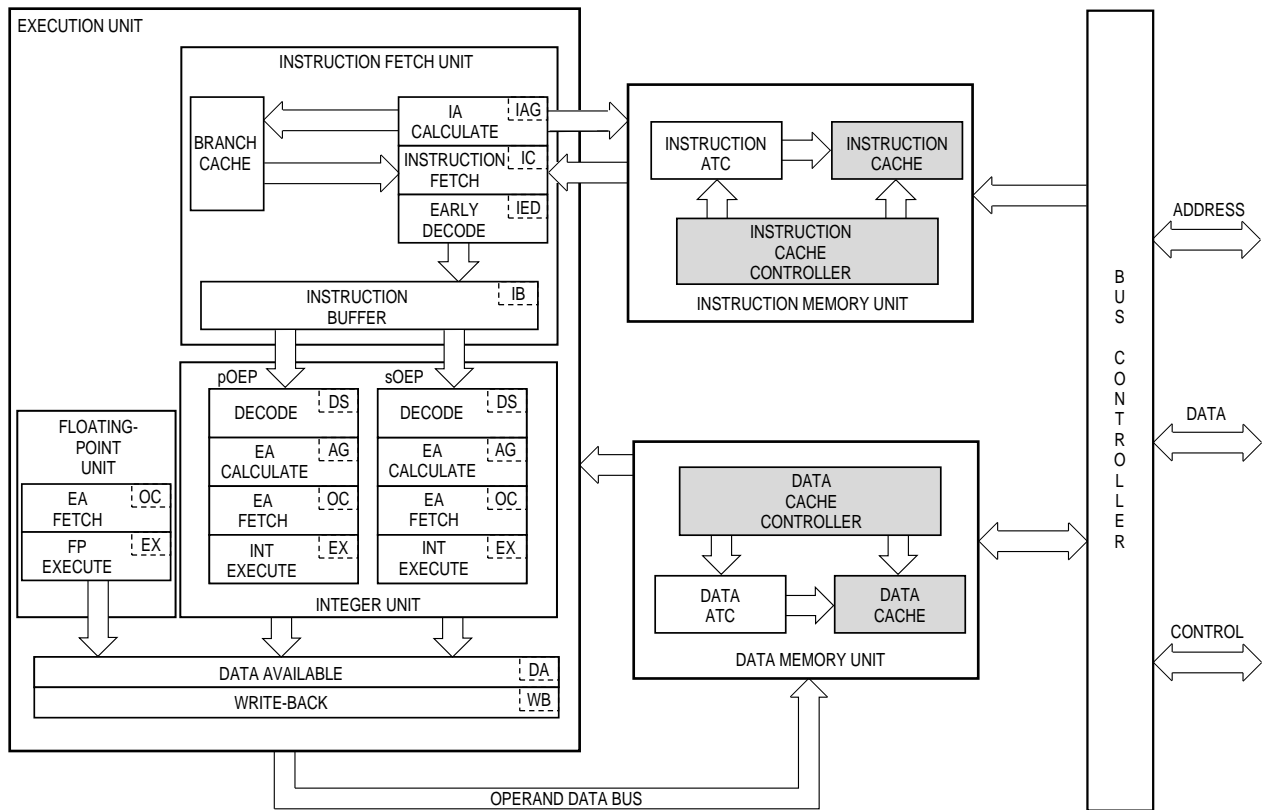 EXECUTION UNIT
INSTRUCTION FETCH UNIT
BRANCH
CACHE
IA
CALCULATE
IAG
INSTRUCTION
FETCH
IC
EARLY
DECODE
IED
INSTRUCTION
BUFFER
IB
pOEP
DECODE
DS
EA
CALCULATE
AG
EA
FETCH
OC
INT
EXECUTE
EX
sOEP
DECODE
DS
EA
CALCULATE
AG
EA
FETCH
OC
INT
EXECUTE
EX
INTEGER UNIT
FLOATING-
POINT
UNIT
EA
FETCH
OC
FP
EXECUTE
EX
DATA AVAILABLE
DA
WRITE-BACK
WB
OPERAND DATA BUS
INSTRUCTION
ATC
INSTRUCTION
CACHE
INSTRUCTION
CACHE
CONTROLLER
INSTRUCTION MEMORY UNIT
DATA
CACHE
CONTROLLER
DATA
ATC
DATA
CACHE
DATA MEMORY UNIT
BUS CONTROLLER
ADDRESS
DATA
CONTROL